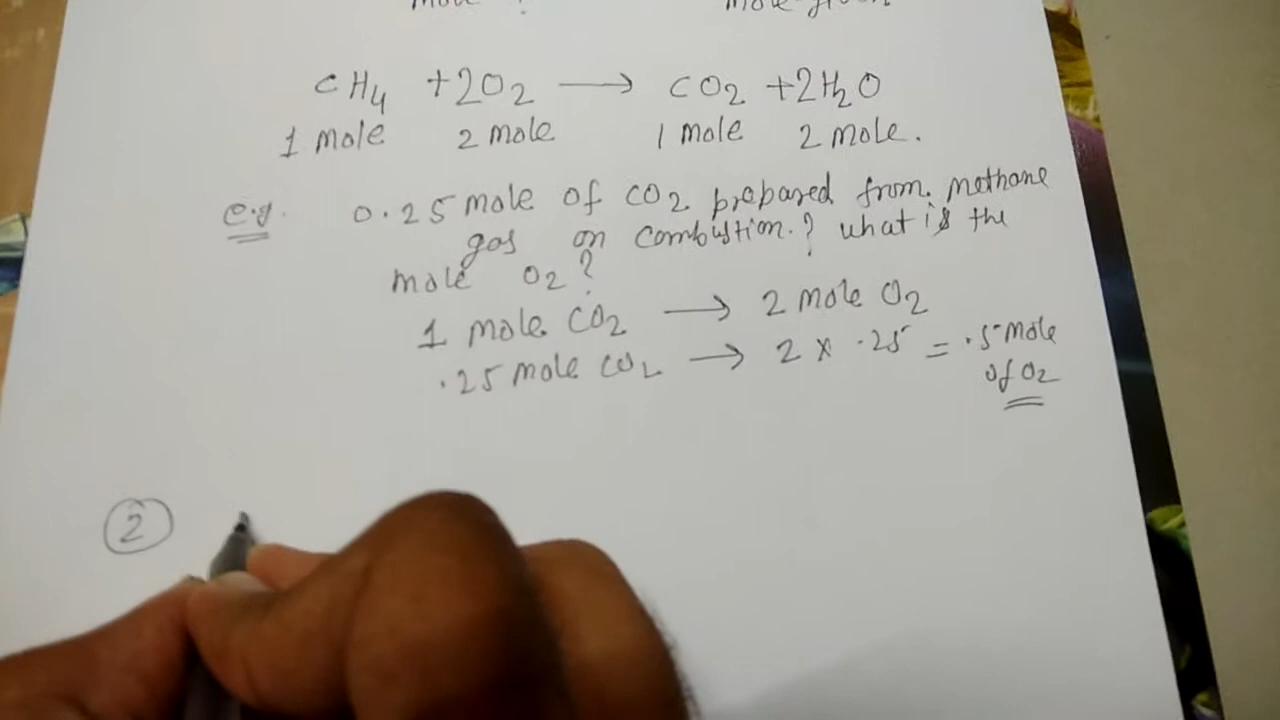 CH4 +2O2 → CO2 +2H2O
1 mole 2 mole 1 mole 2 mole.
e.g. 0.25 mole of CO2 prepared from. methane
gas on combustion.? what is the
mole O2?
1 mole CO2 → 2 mole O2
.25 mole CO2 → 2 x .25 = .5 mole
of O2
2